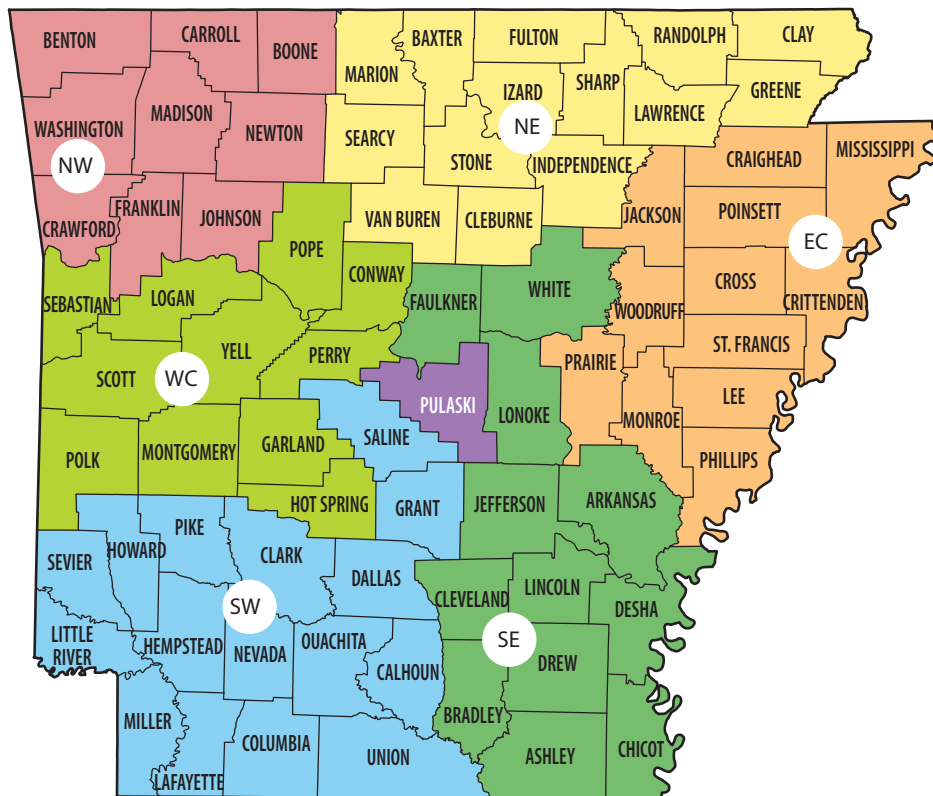 BENTON
CARROLL
BOONE
MARION
BAXTER
FULTON
RANDOLPH
CLAY
WASHINGTON
MADISON
NEWTON
SEARCY
IZARD
SHARP
LAWRENCE
GREENE
NW
NE
STONE
INDEPENDENCE
CRAIGHEAD
MISSISSIPPI
CRAWFORD
FRANKLIN
JOHNSON
POPE
VAN BUREN
CLEBURNE
JACKSON
POINSETT
EC
SEBASTIAN
LOGAN
CONWAY
FAULKNER
WHITE
WOODRUFF
CROSS
CRITTENDEN
SCOTT
WC
YELL
PERRY
PULASKI
LONOKE
PRAIRIE
ST. FRANCIS
LEE
POLK
MONTGOMERY
GARLAND
SALINE
MONROE
PHILLIPS
HOT SPRING
GRANT
JEFFERSON
ARKANSAS
SEVIER
HOWARD
PIKE
CLARK
DALLAS
CLEVELAND
LINCOLN
DESHA
LITTLE
RIVER
HEMPSTEAD
SW
NEVADA
OUACHITA
CALHOUN
SE
DREW
BRADLEY
MILLER
LAFAYETTE
COLUMBIA
UNION
ASHLEY
CHICOT